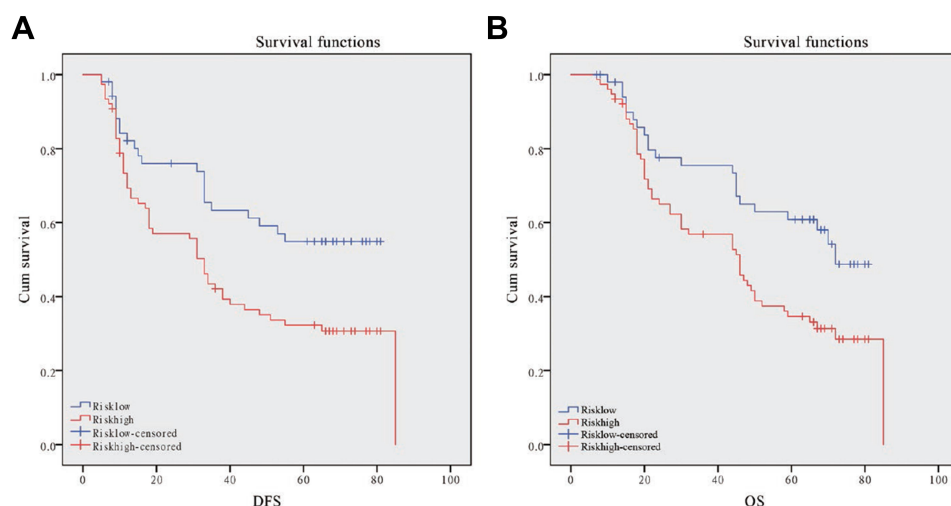 A
Survival functions
Cum survival
1.0
0.8
0.6
0.4
0.2
0.0
Risklow
Riskhigh
Risklow-censored
Riskhigh-censored
0 20 40 60 80 100
DFS
B
Survival functions
Cum survival
1.0
0.8
0.6
0.4
0.2
0.0
Risklow
Riskhigh
Risklow-censored
Riskhigh-censored
0 20 40 60 80 100
OS